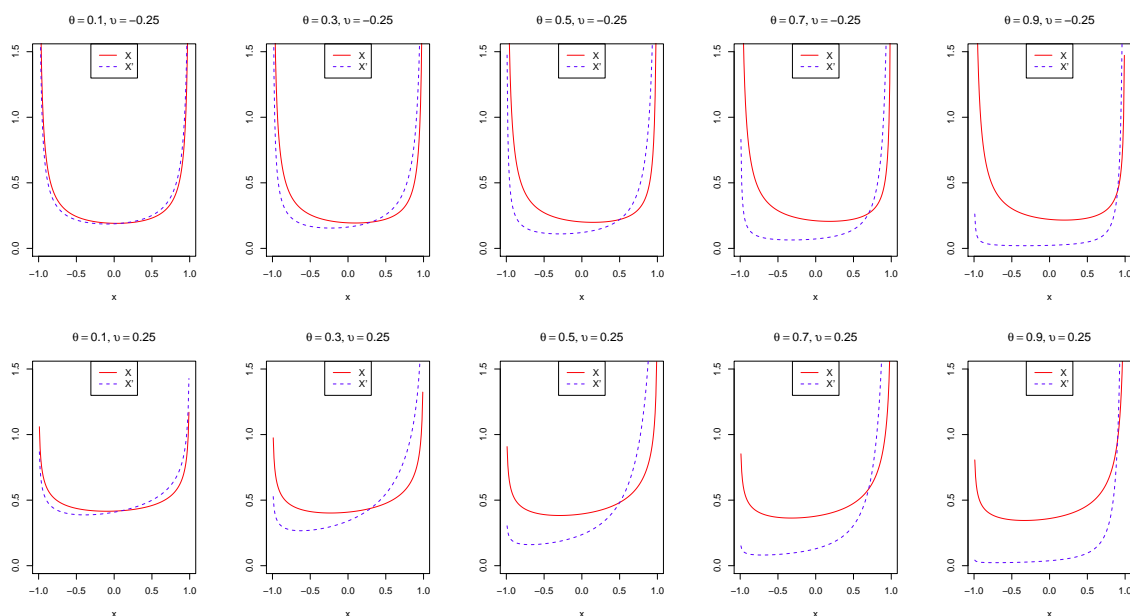 θ = 0.1, υ = −0.25
X
X'
0.0 0.5 1.0 1.5
−1.0 −0.5 0.0 0.5 1.0
x
θ = 0.3, υ = −0.25
X
X'
0.0 0.5 1.0 1.5
−1.0 −0.5 0.0 0.5 1.0
x
θ = 0.5, υ = −0.25
X
X'
0.0 0.5 1.0 1.5
−1.0 −0.5 0.0 0.5 1.0
x
θ = 0.7, υ = −0.25
X
X'
0.0 0.5 1.0 1.5
−1.0 −0.5 0.0 0.5 1.0
x
θ = 0.9, υ = −0.25
X
X'
0.0 0.5 1.0 1.5
−1.0 −0.5 0.0 0.5 1.0
x
θ = 0.1, υ = 0.25
X
X'
0.0 0.5 1.0 1.5
−1.0 −0.5 0.0 0.5 1.0
x
θ = 0.3, υ = 0.25
X
X'
0.0 0.5 1.0 1.5
−1.0 −0.5 0.0 0.5 1.0
x
θ = 0.5, υ = 0.25
X
X'
0.0 0.5 1.0 1.5
−1.0 −0.5 0.0 0.5 1.0
x
θ = 0.7, υ = 0.25
X
X'
0.0 0.5 1.0 1.5
−1.0 −0.5 0.0 0.5 1.0
x
θ = 0.9, υ = 0.25
X
X'
0.0 0.5 1.0 1.5
−1.0 −0.5 0.0 0.5 1.0
x